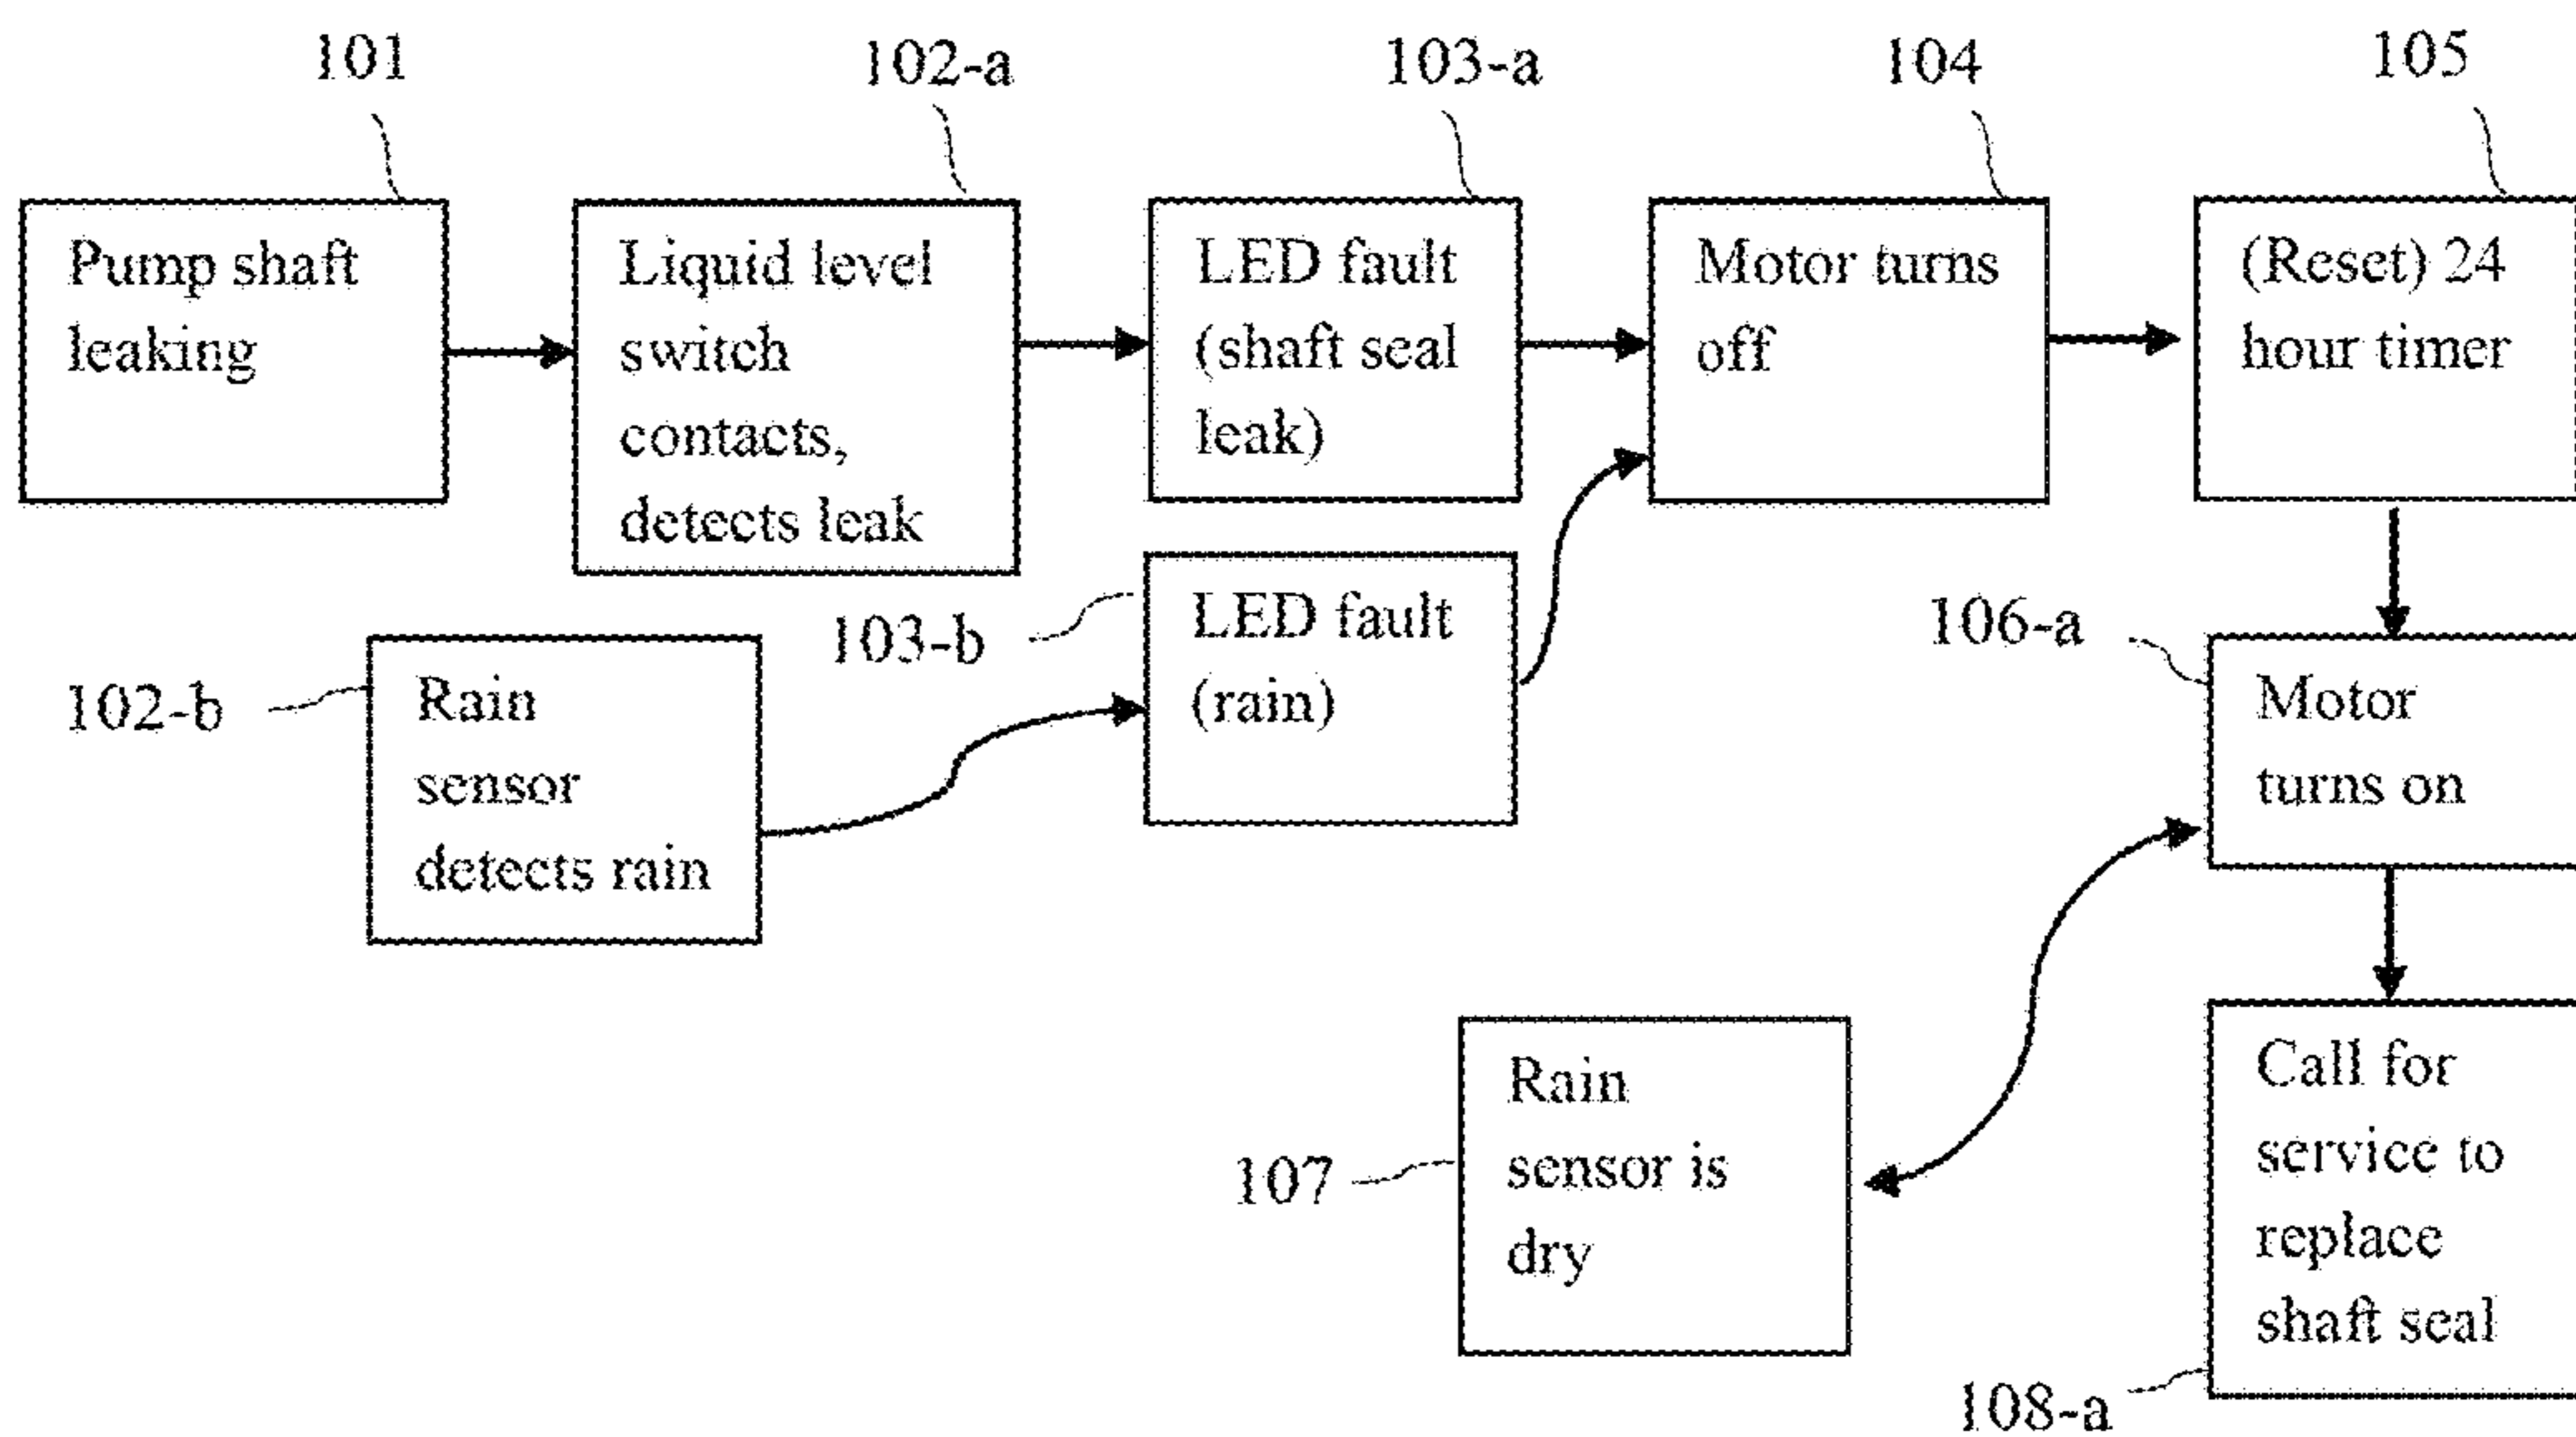 101
102-a
103-a
104
105
Pump shaft
leaking
Liquid level
switch
contacts,
detects leak
LED fault
(shaft seal
leak)
Motor turns
off
(Reset) 24
hour timer
102-b
Rain
sensor
detects rain
103-b
LED fault
(rain)
106-a
Motor
turns on
107
Rain
sensor is
dry
Call for
service to
replace
shaft seal
108-a